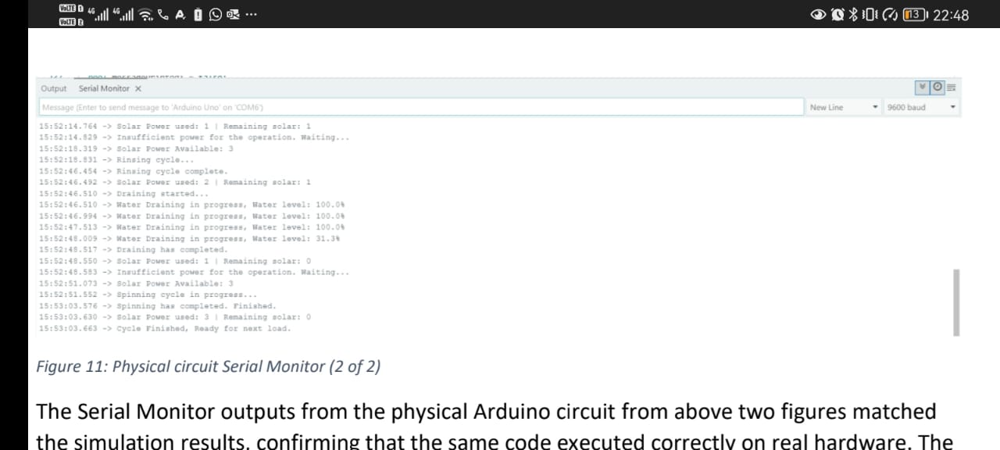 VoLTE 1
VoLTE 2
4G 4G
13 22:48
Output Serial Monitor X
Message (Enter to send message to 'Arduino Uno' on 'COM6')
New Line 9600 baud
15:52:14.764 -> Solar Power used: 1 | Remaining solar: 1
15:52:14.829 -> Insufficient power for the operation. Waiting...
15:52:18.319 -> Solar Power Available: 3
15:52:18.831 -> Rinsing cycle...
15:52:46.454 -> Rinsing cycle complete.
15:52:46.492 -> Solar Power used: 2 | Remaining solar: 1
15:52:46.510 -> Draining started...
15:52:46.510 -> Water Draining in progress, Water level: 100.0%
15:52:46.994 -> Water Draining in progress, Water level: 100.0%
15:52:47.513 -> Water Draining in progress, Water level: 100.0%
15:52:48.009 -> Water Draining in progress, Water level: 31.3%
15:52:48.517 -> Draining has completed.
15:52:48.550 -> Solar Power used: 1 | Remaining solar: 0
15:52:48.583 -> Insufficient power for the operation. Waiting...
15:52:51.073 -> Solar Power Available: 3
15:52:51.552 -> Spinning cycle in progress...
15:53:03.576 -> Spinning has completed. Finished.
15:53:03.630 -> Solar Power used: 3 | Remaining solar: 0
15:53:03.663 -> Cycle Finished, Ready for next load.
Figure 11: Physical circuit Serial Monitor (2 of 2)
The Serial Monitor outputs from the physical Arduino circuit from above two figures matched
the simulation results, confirming that the same code executed correctly on real hardware. The